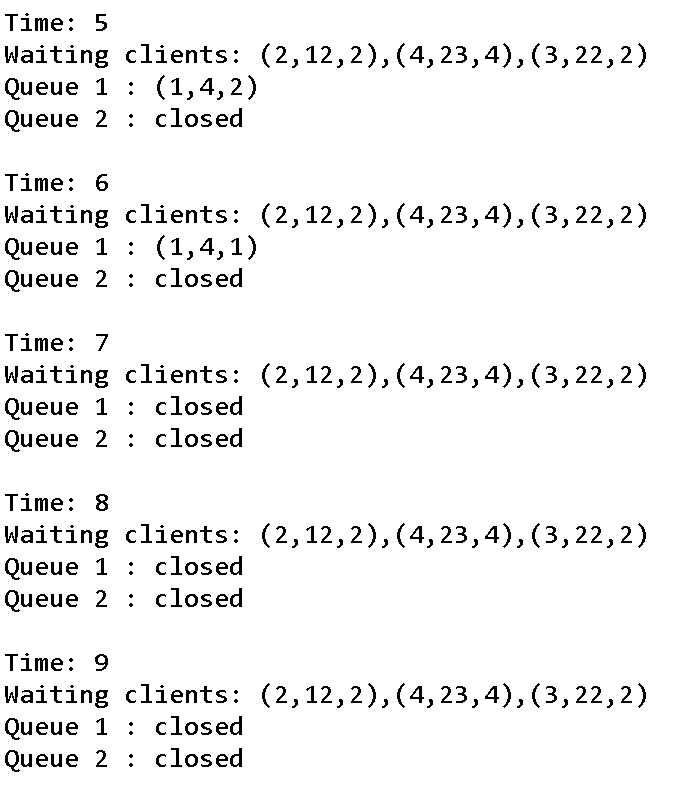 Time: 5
Waiting clients: (2,12,2),(4,23,4),(3,22,2)
Queue 1 : (1,4,2)
Queue 2 : closed
Time: 6
Waiting clients: (2,12,2),(4,23,4),(3,22,2)
Queue 1 : (1,4,1)
Queue 2 : closed
Time: 7
Waiting clients: (2,12,2),(4,23,4),(3,22,2)
Queue 1 : closed
Queue 2 : closed
Time: 8
Waiting clients: (2,12,2),(4,23,4),(3,22,2)
Queue 1 : closed
Queue 2 : closed
Time: 9
Waiting clients: (2,12,2),(4,23,4),(3,22,2)
Queue 1 : closed
Queue 2 : closed